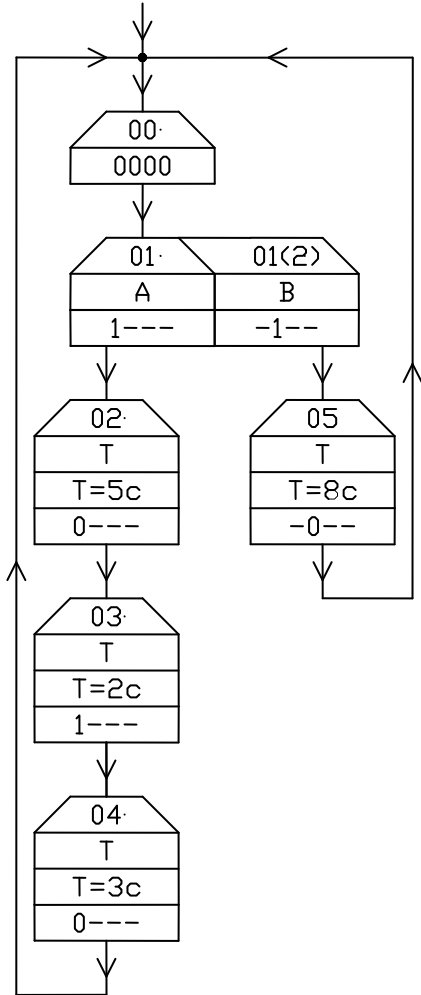 00·
0000
01· 01(2)
A B
1--- -1--
02· 05
T T
T=5c T=8c
0--- -0--
03·
T
T=2c
1---
04·
T
T=3c
0---